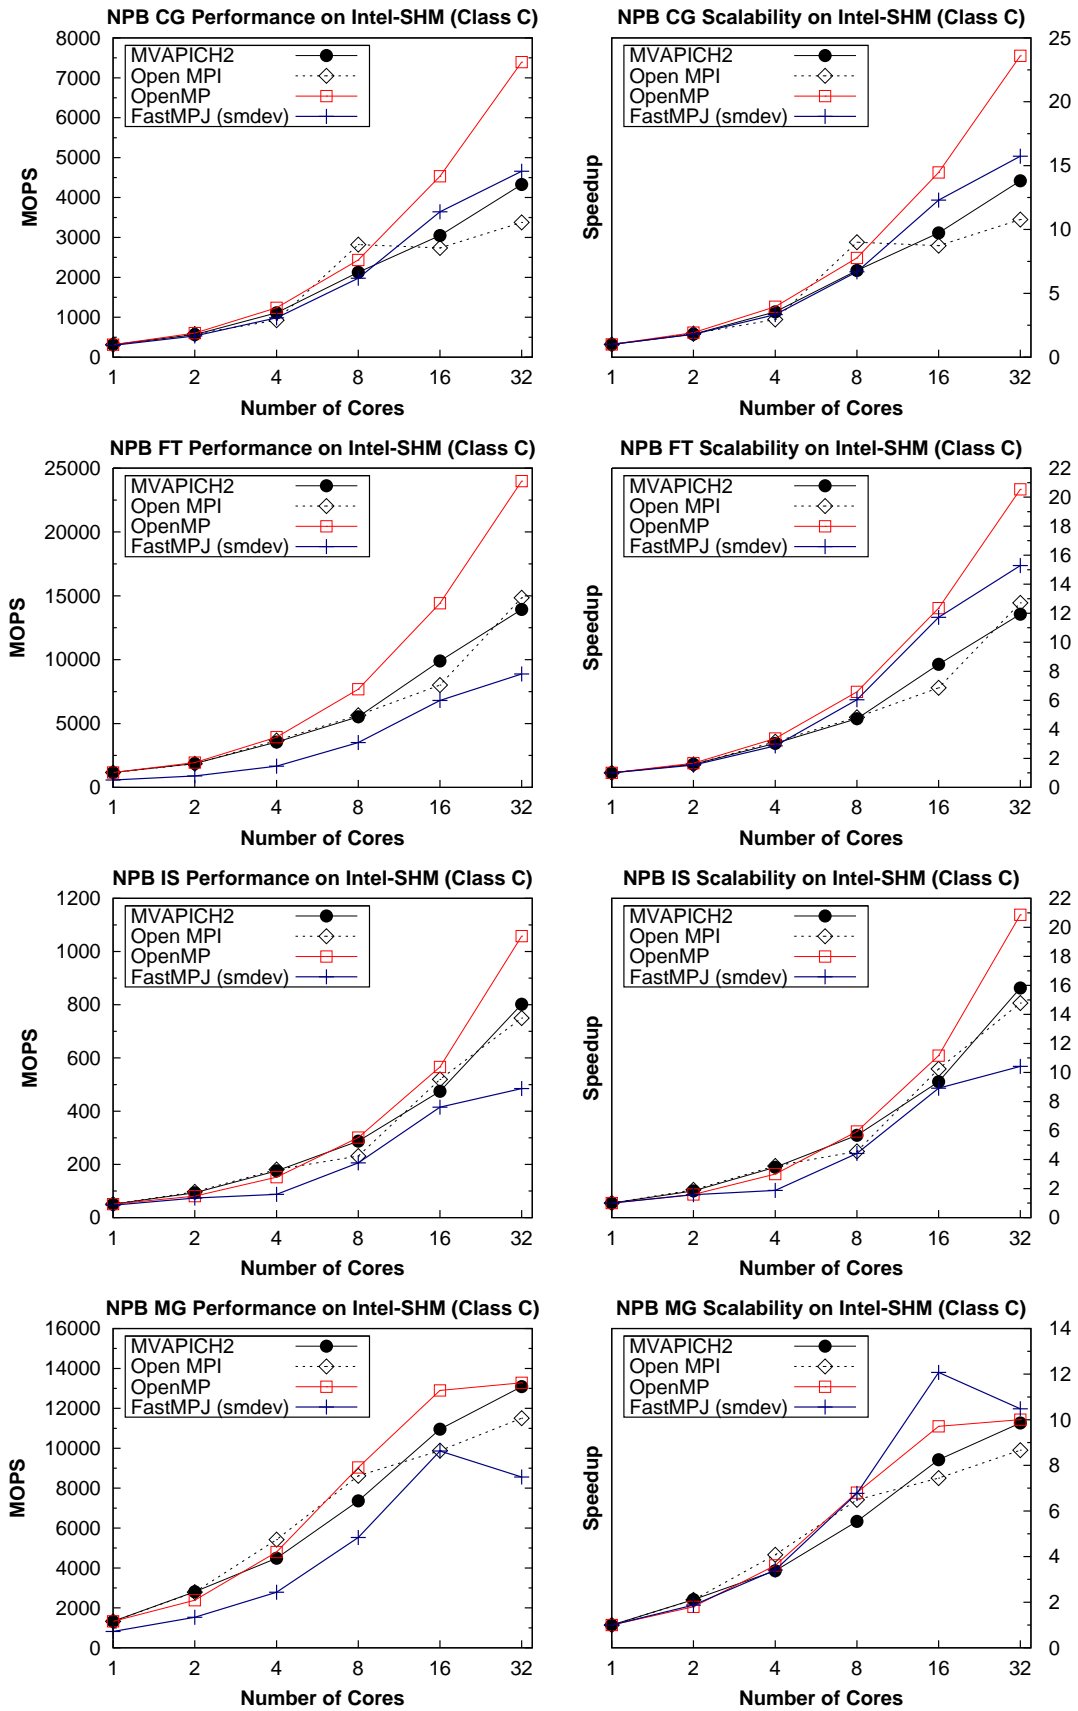 NPB CG Performance on Intel-SHM (Class C)
8000
7000
6000
5000
4000
3000
2000
1000
0
MOPS
MVAPICH2
Open MPI
OpenMP
FastMPJ (smdev)
1 2 4 8 16 32
Number of Cores
NPB CG Scalability on Intel-SHM (Class C)
Speedup
MVAPICH2
Open MPI
OpenMP
FastMPJ (smdev)
25
20
15
10
5
0
1 2 4 8 16 32
Number of Cores
NPB FT Performance on Intel-SHM (Class C)
25000
20000
15000
10000
5000
0
MOPS
MVAPICH2
Open MPI
OpenMP
FastMPJ (smdev)
1 2 4 8 16 32
Number of Cores
NPB FT Scalability on Intel-SHM (Class C)
Speedup
MVAPICH2
Open MPI
OpenMP
FastMPJ (smdev)
22
20
18
16
14
12
10
8
6
4
2
0
1 2 4 8 16 32
Number of Cores
NPB IS Performance on Intel-SHM (Class C)
1200
1000
800
600
400
200
0
MOPS
MVAPICH2
Open MPI
OpenMP
FastMPJ (smdev)
1 2 4 8 16 32
Number of Cores
NPB IS Scalability on Intel-SHM (Class C)
Speedup
MVAPICH2
Open MPI
OpenMP
FastMPJ (smdev)
22
20
18
16
14
12
10
8
6
4
2
0
1 2 4 8 16 32
Number of Cores
NPB MG Performance on Intel-SHM (Class C)
16000
14000
12000
10000
8000
6000
4000
2000
0
MOPS
MVAPICH2
Open MPI
OpenMP
FastMPJ (smdev)
1 2 4 8 16 32
Number of Cores
NPB MG Scalability on Intel-SHM (Class C)
Speedup
MVAPICH2
Open MPI
OpenMP
FastMPJ (smdev)
14
12
10
8
6
4
2
0
1 2 4 8 16 32
Number of Cores